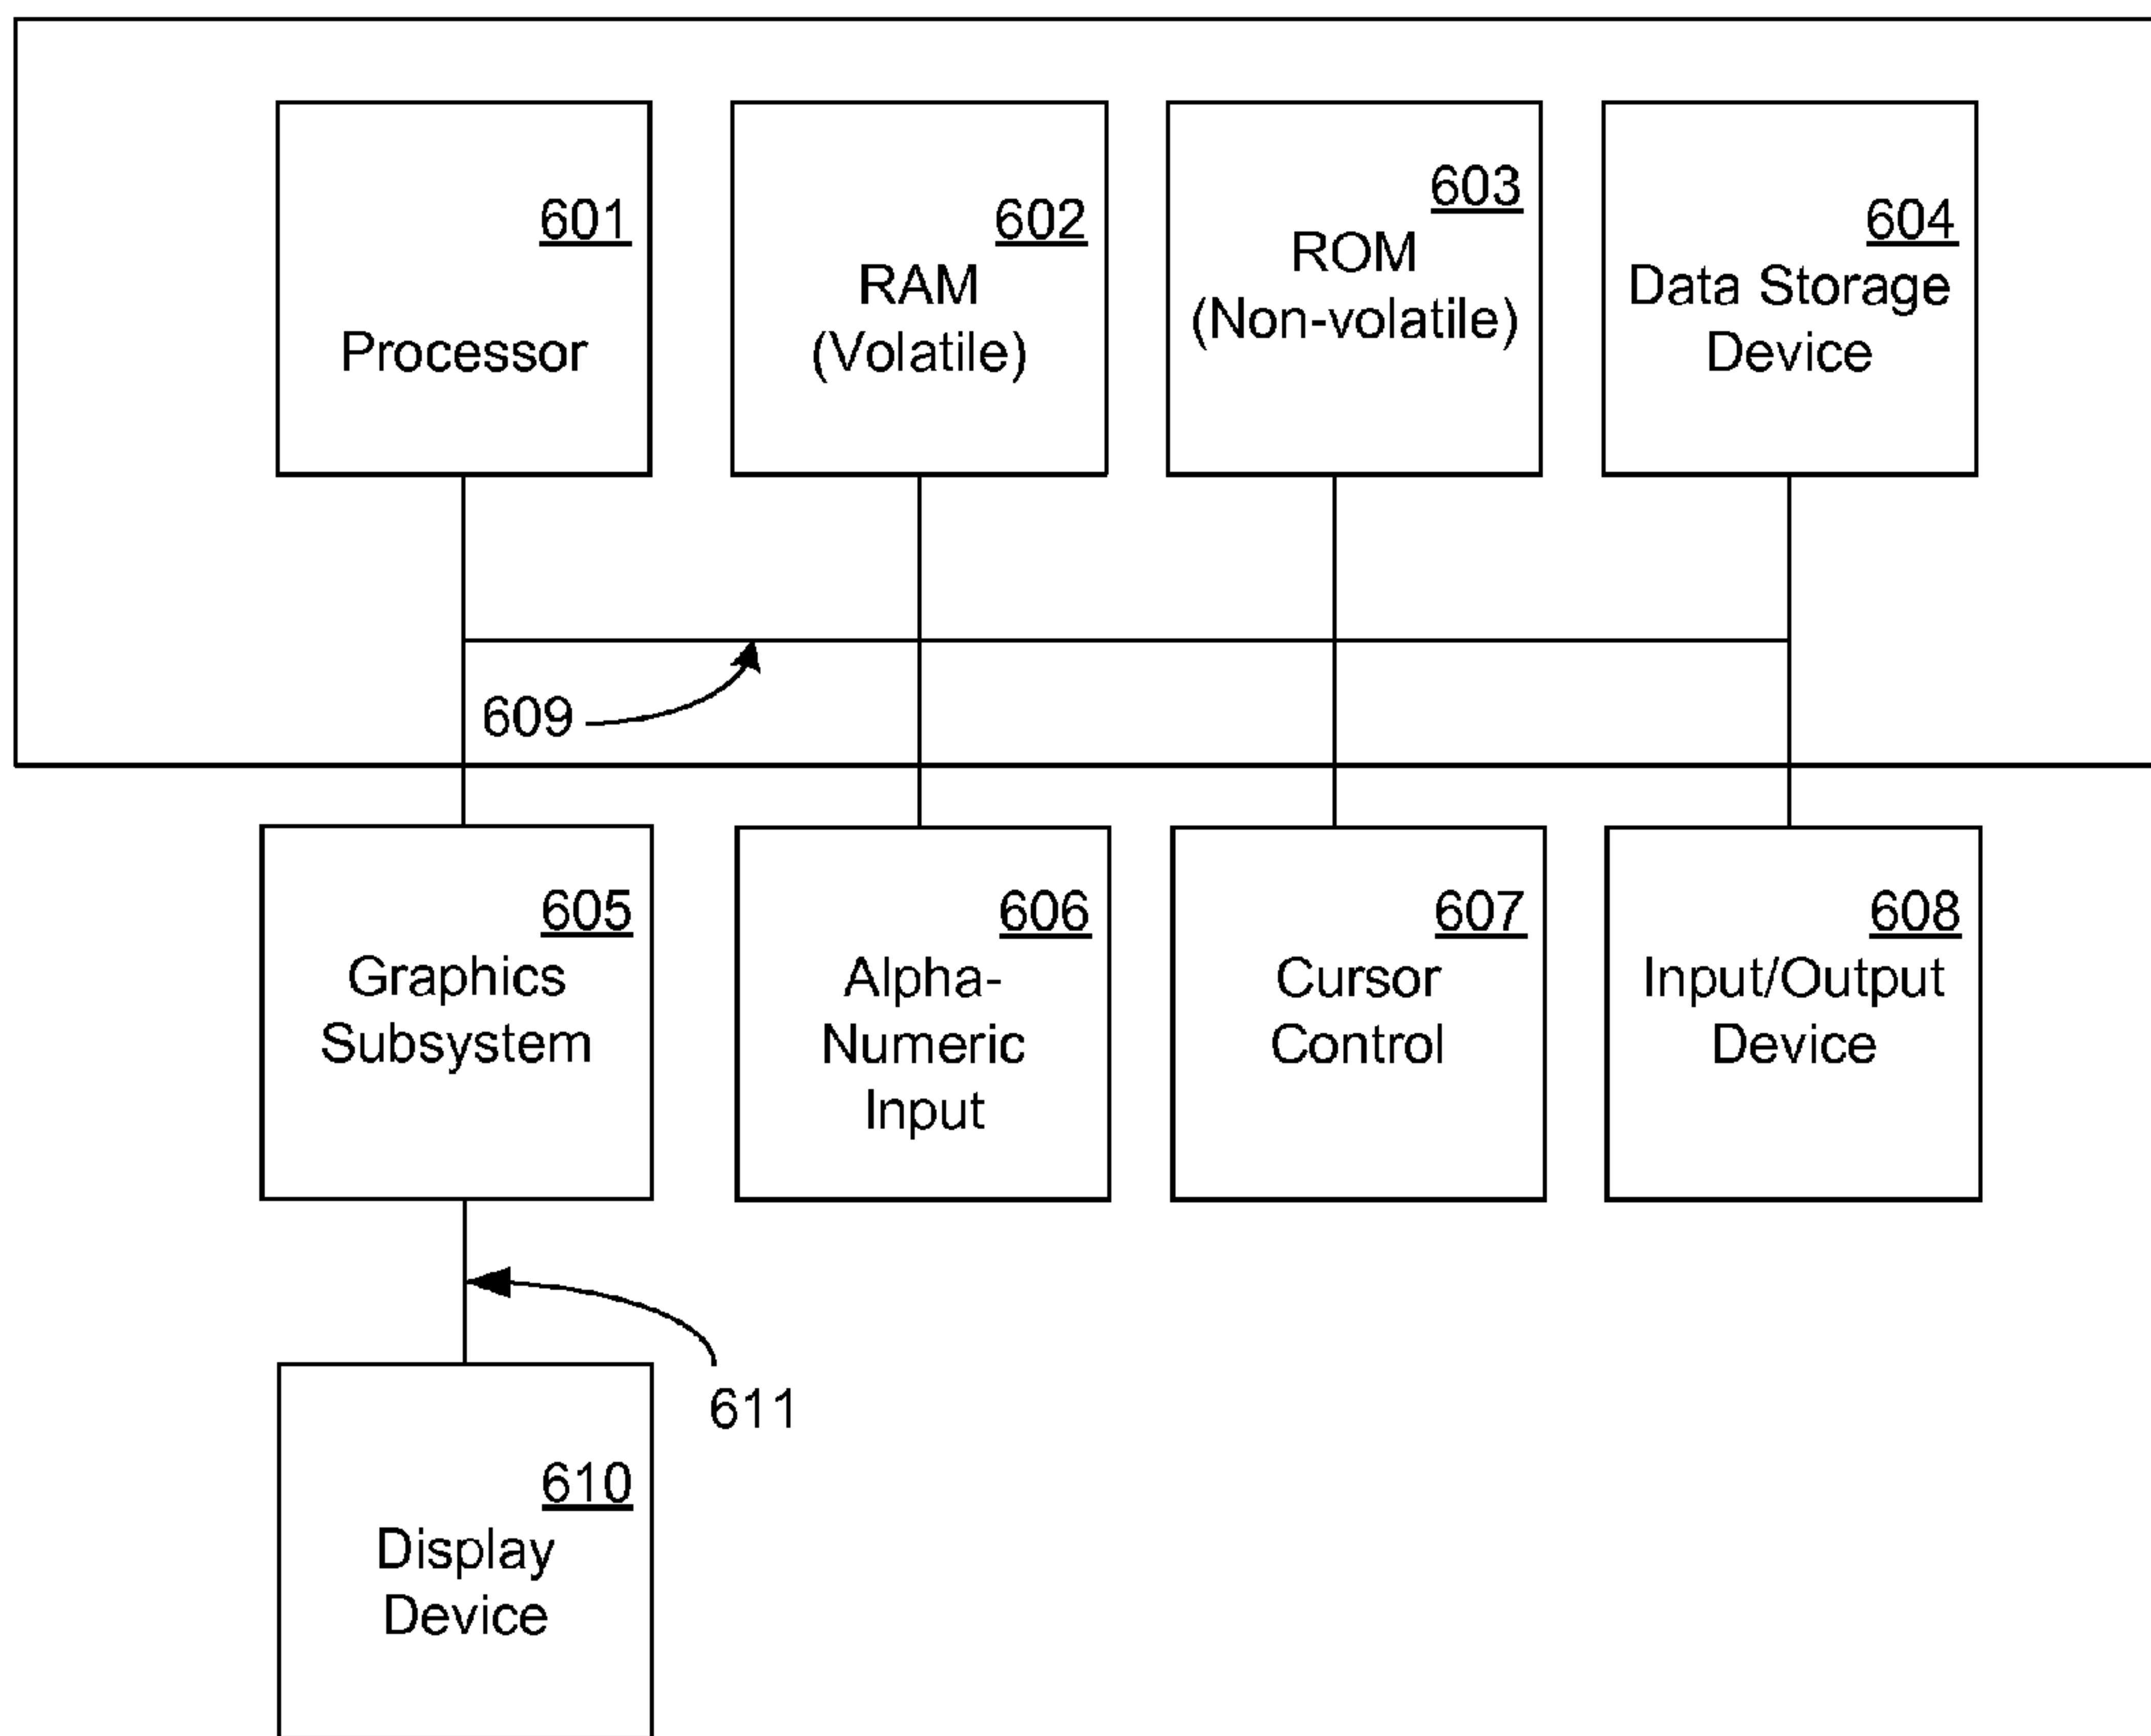 601
Processor
602
RAM
(Volatile)
603
ROM
(Non-volatile)
604
Data Storage
Device
609
605
Graphics
Subsystem
606
Alpha-
Numeric
Input
607
Cursor
Control
608
Input/Output
Device
611
610
Display
Device